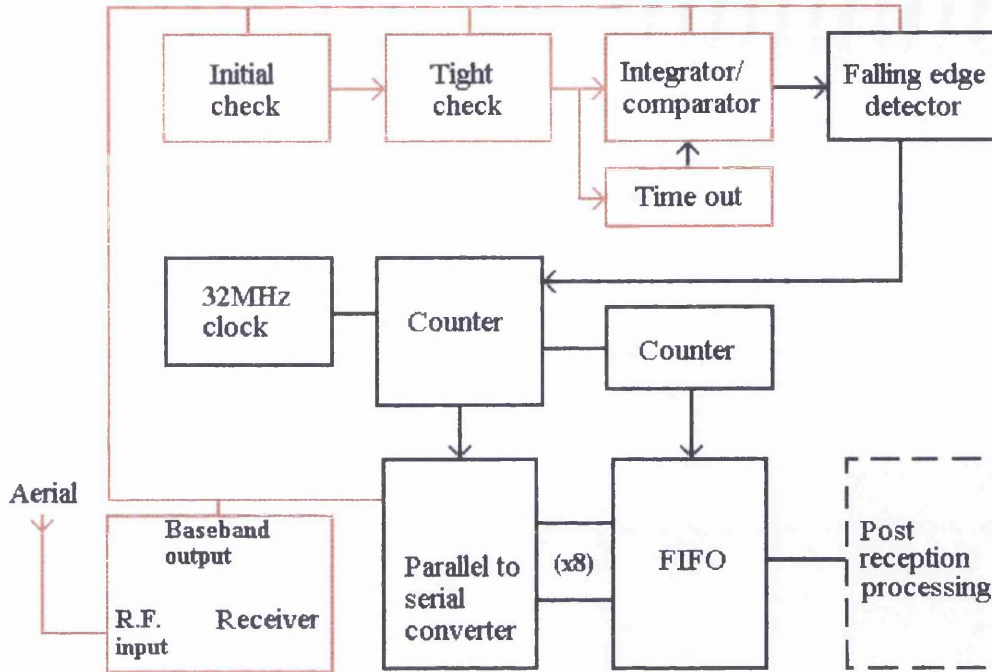 Initial
check
Tight
check
Integrator/
comparator
Falling edge
detector
Time out
32MHz
clock
Counter
Counter
Aerial
Baseband
output
R.F.
input
Receiver
Parallel to
serial
converter
(x8)
FIFO
Post
reception
processing